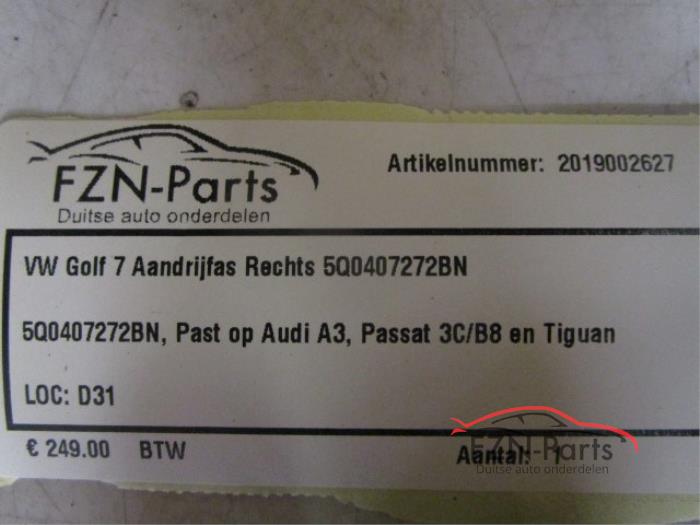 FZN-Parts
Duitse auto onderdelen
Artikelnummer: 2019002627
VW Golf 7 Aandrijfas Rechts 5Q0407272BN
5Q0407272BN, Past op Audi A3, Passat 3C/B8 en Tiguan
LOC: D31
€ 249.00 BTW
Aantal: 1
FZN-Parts
Duitse auto onderdelen